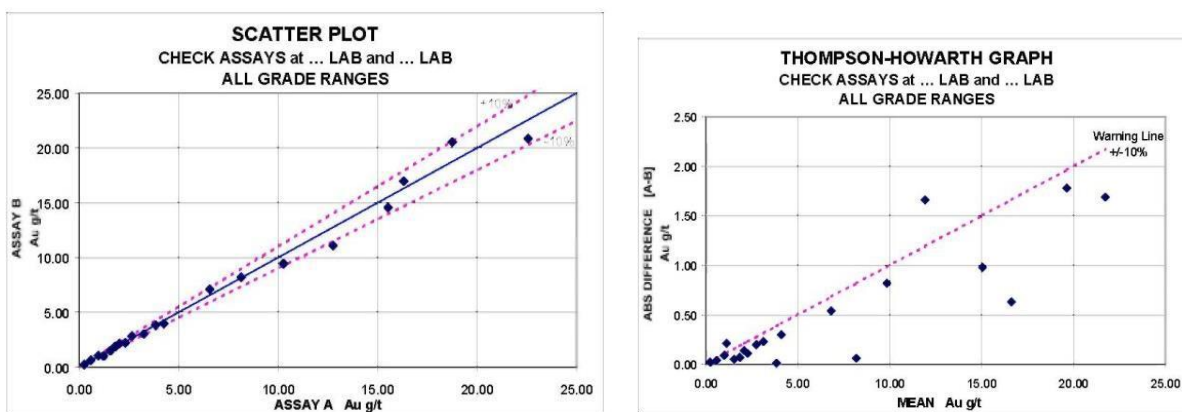 SCATTER PLOT
CHECK ASSAYS at ... LAB and ... LAB
ALL GRADE RANGES
25.00
20.00
15.00
10.00
5.00
0.00
ASSAY B
Au g/t
+10%
-10%
0.00 5.00 10.00 15.00 20.00 25.00
ASSAY A Au g/t
THOMPSON-HOWARTH GRAPH
CHECK ASSAYS at ... LAB and ... LAB
ALL GRADE RANGES
2.50
2.00
1.50
1.00
0.50
0.00
ABS DIFFERENCE [A-B]
Au g/t
Warning Line
+/-10%
0.00 5.00 10.00 15.00 20.00 25.00
MEAN Au g/t